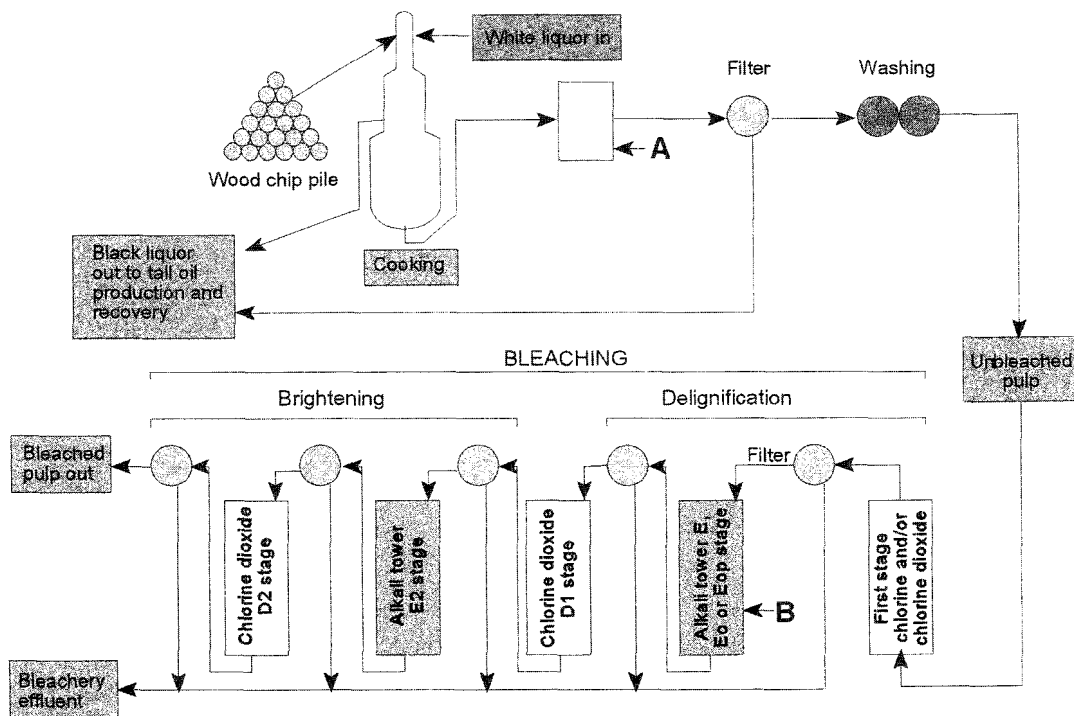 White liquor in
Filter
Washing
A
Wood chip pile
Cooking
Black liquor
out to tall oil
production and
recovery
BLEACHING
Unbleached
pulp
Brightening
Delignification
Bleached
pulp out
Filter
Chlorine dioxide
D2 stage
Alkali tower
E2 stage
Chlorine dioxide
D1 stage
Alkali tower E,
Eo or Eop stage
B
First stage
chlorine and/or
chlorine dioxide
Bleachery
effluent